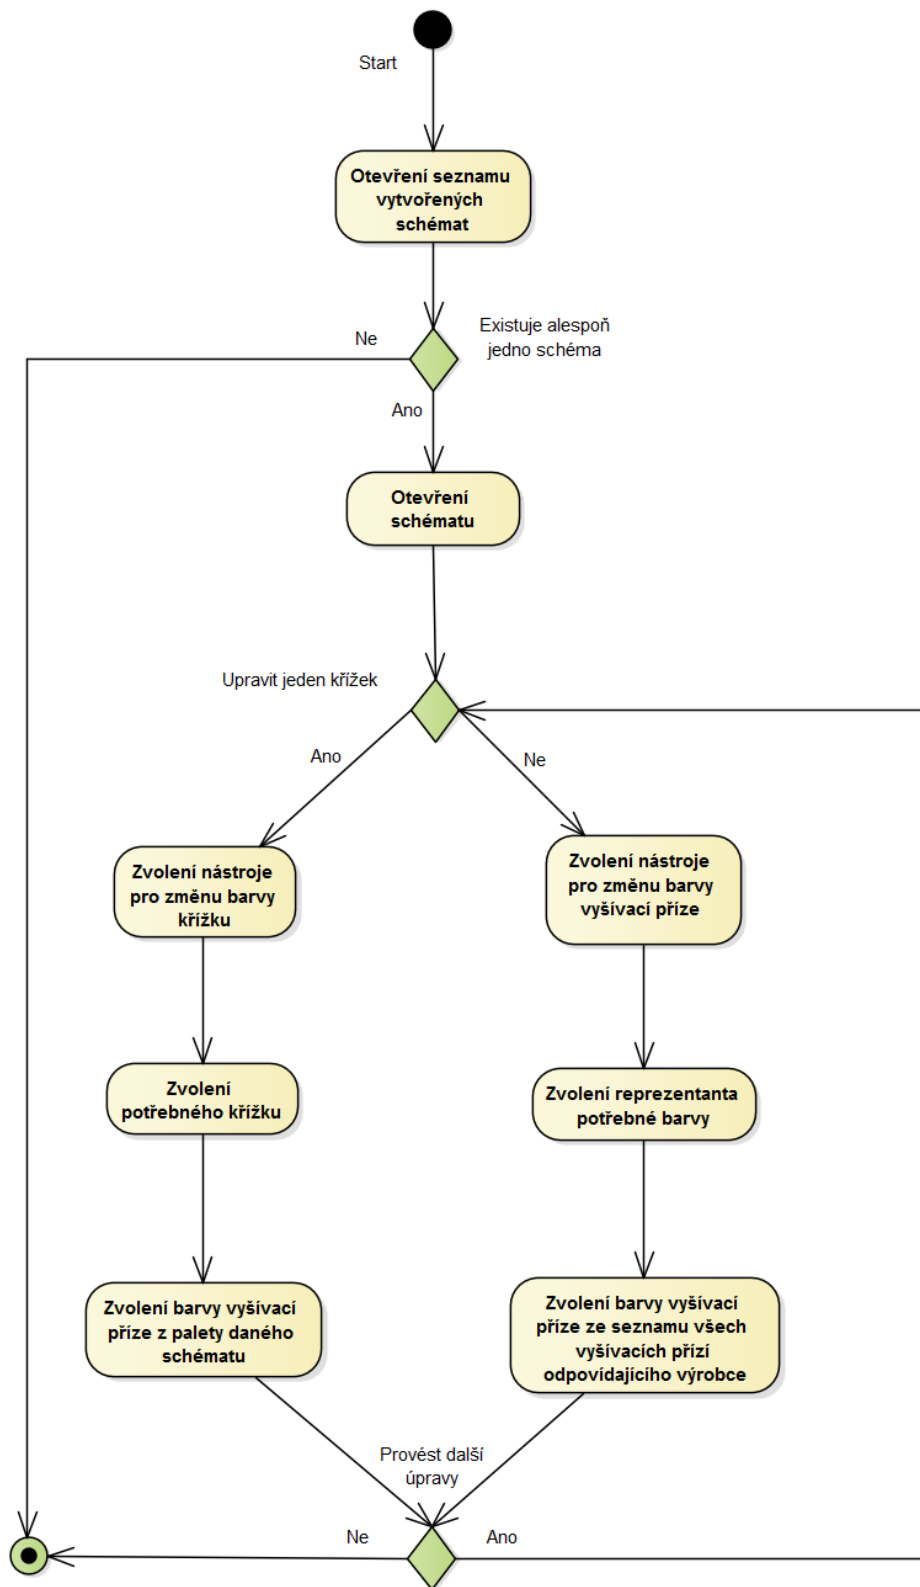 Start
Otevření seznamu
vytvořených
schémat
Ne
Existuje alespoň
jedno schéma
Ano
Otevření
schématu
Upravit jeden křížek
Ano
Ne
Zvolení nástroje
pro změnu barvy
křížku
Zvolení nástroje
pro změnu barvy
vyšívací příze
Zvolení
potřebného křížku
Zvolení reprezentanta
potřebné barvy
Zvolení barvy vyšívací
příze z palety daného
schématu
Zvolení barvy vyšívací
příze ze seznamu všech
vyšívacích přízí
odpovídajícího výrobce
Provést další
úpravy
Ne
Ano